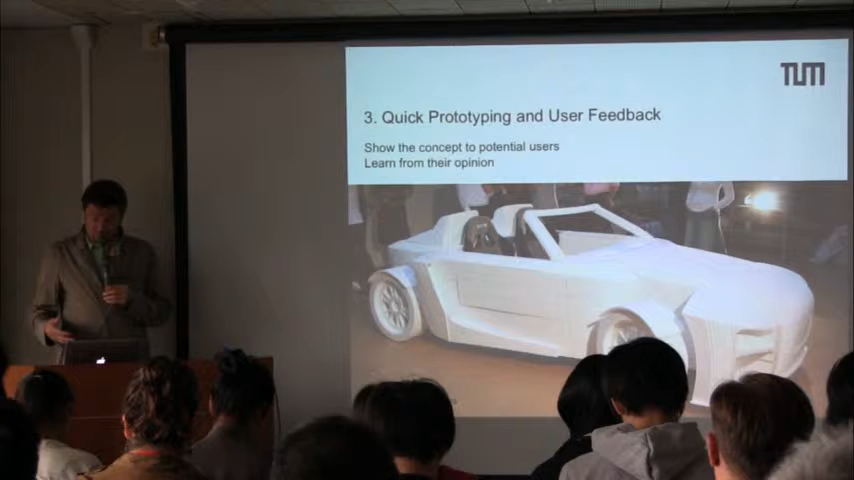 TUM
3. Quick Prototyping and User Feedback
Show the concept to potential users
Learn from their opinion